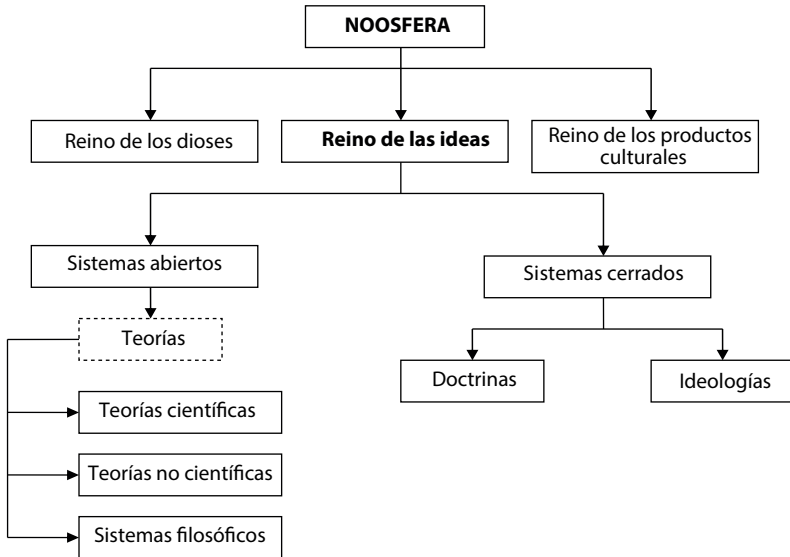 NOOSFERA
Reino de los dioses
Reino de las ideas
Reino de los productos
culturales
Sistemas abiertos
Sistemas cerrados
Teorías
Doctrinas
Ideologías
Teorías científicas
Teorías no científicas
Sistemas filosóficos